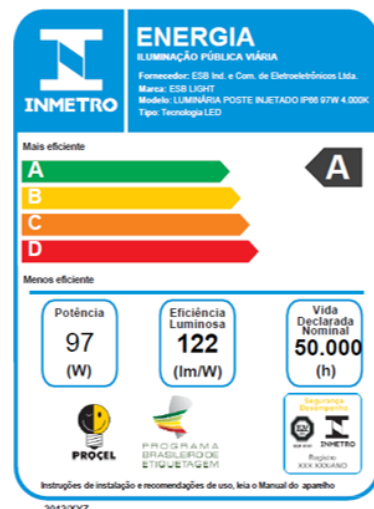 INMETRO
ENERGIA
ILUMINAÇÃO PÚBLICA VIÁRIA
Fornecedor: ESB Ind. e Com. de Eletroeletrônicos Ltda.
Marca: ESB LIGHT
Modelo: LUMINÁRIA POSTE INJETADO IP66 97W 4.000K
Tipo: Tecnologia LED
Mais eficiente
A
A
B
C
D
Menos eficiente
Potência
97
(W)
Eficiência
Luminosa
122
(lm/W)
Vida
Declarada
Nominal
50.000
(h)
PROCEL
PROGRAMA
BRASILEIRO DE
ETIQUETAGEM
Segurança
Desempenho
INMETRO
Registro
XXX XXX/ANO
Instruções de instalação e recomendações de uso, leia o Manual do aparelho